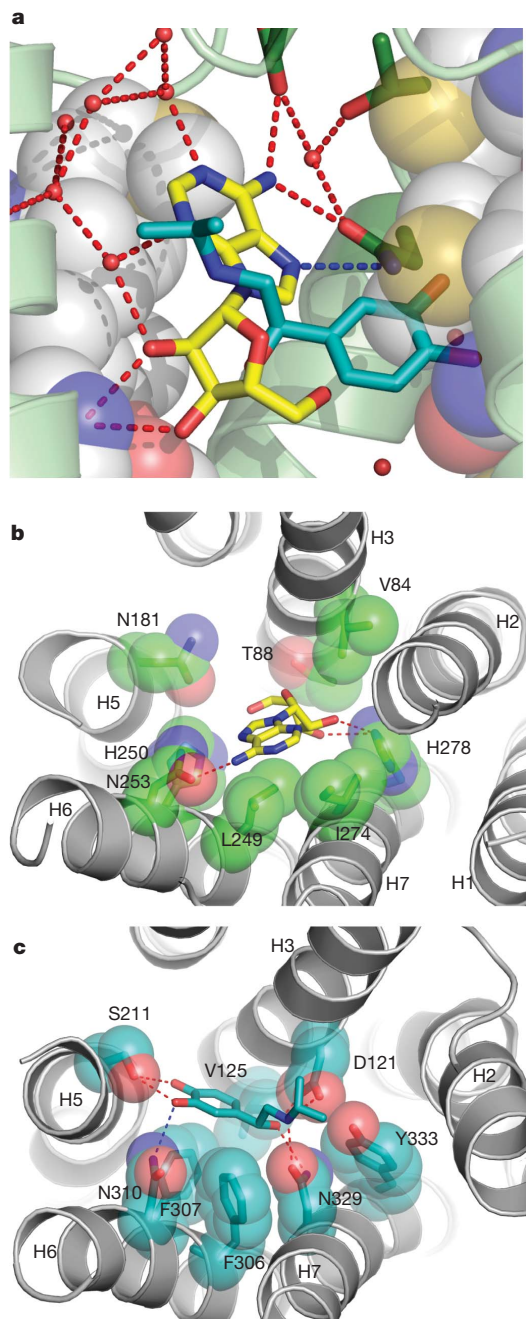 a
b
H3
V84
N181
H2
T88
H5
H250
H278
N253
H6
L249
I274
H7
H1
c
H3
S211
V125
D121
H2
H5
Y333
N310
F307
N329
H6
F306
H7